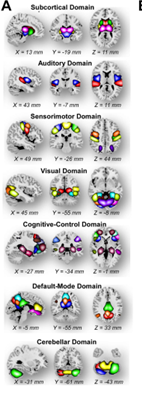 B
Subcortical Domain
X = 13 mm Y = -19 mm Z = 11 mm
Auditory Domain
X = 43 mm Y = -7 mm Z = 11 mm
Sensorimotor Domain
X = 49 mm Y = -26 mm Z = 44 mm
Visual Domain
X = 45 mm Y = -55 mm Z = -8 mm
Cognitive-Control Domain
X = -27 mm Y = -34 mm Z = -1 mm
Default-Mode Domain
X = -5 mm Y = -55 mm Z = 33 mm
Cerebellar Domain
X = -31 mm Y = -61 mm Z = -43 mm